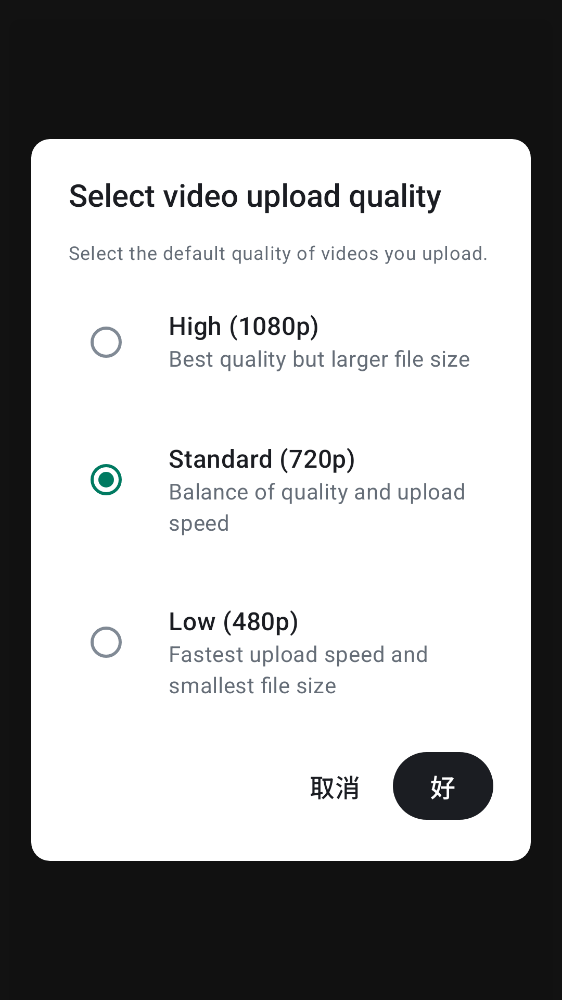 Select video upload quality
Select the default quality of videos you upload.
High (1080p)
Best quality but larger file size
Standard (720p)
Balance of quality and upload
speed
Low (480p)
Fastest upload speed and
smallest file size
取消 好